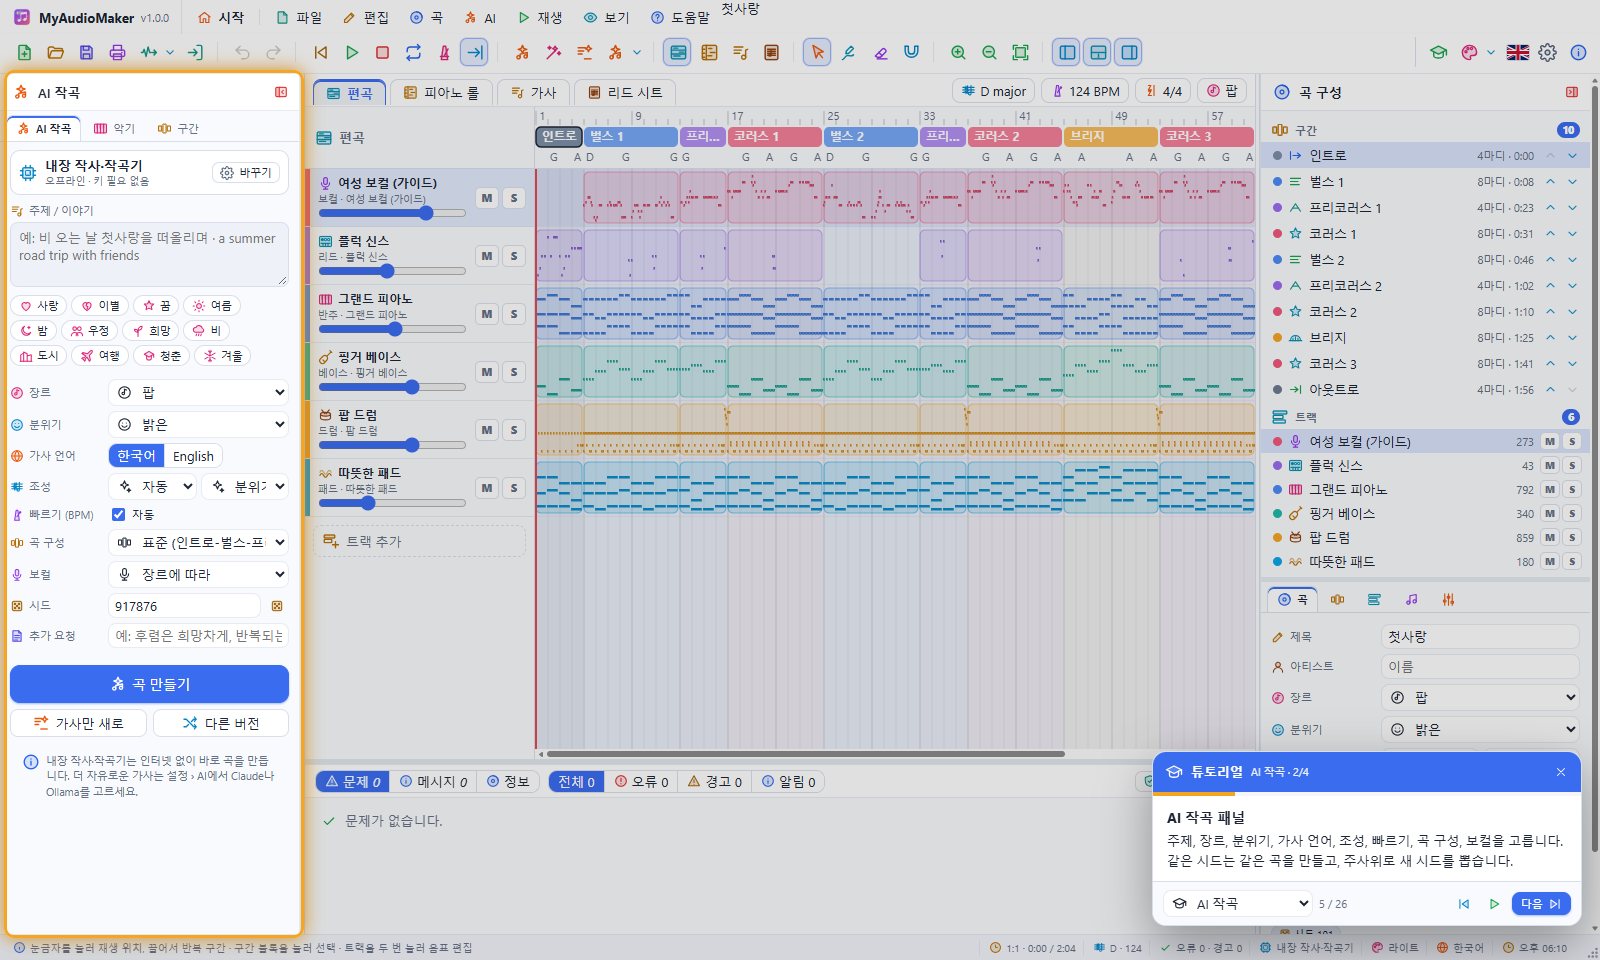 MyAudioMaker v1.0.0 시작 파일 편집 곡 AI 재생 보기 도움말 첫사랑
AI 작곡
AI 작곡 악기 구간
내장 작사·작곡기
오프라인 · 키 필요 없음
바꾸기
주제 / 이야기
예: 비 오는 날 첫사랑을 떠올리며 · a summer
road trip with friends
사랑 이별 꿈 여름
밤 우정 희망 비
도시 여행 청춘 겨울
장르 팝
분위기 밝은
가사 언어 한국어 English
조성 자동
빠르기 (BPM) 자동
곡 구성 표준 (인트로-벌스-프
보컬 장르에 따라
시드 917876
추가 요청 예: 후렴은 희망차게, 반복되는
곡 만들기
가사만 새로 다른 버전
내장 작사·작곡기는 인터넷 없이 바로 곡을 만듭
니다. 더 자유로운 가사는 설정 › AI에서 Claude나
Ollama를 고르세요.
편곡 피아노 롤 가사 리드 시트 D major 124 BPM 4/4 팝
편곡
1 9 17 25 33 41 49 57
인트로 벌스 1 프리... 코러스 1 벌스 2 프리... 코러스 2 브리지 코러스 3
G A D G G G G A G A D G G G G A G A A A A G A G A
여성 보컬 (가이드)
보컬 · 여성 보컬 (가이드)
M S
플럭 신스
리드 · 플럭 신스
M S
그랜드 피아노
반주 · 그랜드 피아노
M S
핑거 베이스
베이스 · 핑거 베이스
M S
팝 드럼
드럼 · 팝 드럼
M S
따뜻한 패드
패드 · 따뜻한 패드
M S
트랙 추가
문제 0 메시지 0 정보 전체 0 오류 0 경고 0 알림 0
문제가 없습니다.
곡 구성
구간 10
인트로 4마디 · 0:00
벌스 1 8마디 · 0:08
프리코러스 1 4마디 · 0:23
코러스 1 8마디 · 0:31
벌스 2 8마디 · 0:46
프리코러스 2 4마디 · 1:02
코러스 2 8마디 · 1:10
브리지 8마디 · 1:25
코러스 3 8마디 · 1:41
아웃트로 4마디 · 1:56
트랙 6
여성 보컬 (가이드) 273 M S
플럭 신스 43 M S
그랜드 피아노 792 M S
핑거 베이스 340 M S
팝 드럼 859 M S
따뜻한 패드 180 M S
곡
제목 첫사랑
아티스트 이름
장르 팝
분위기 밝은
튜토리얼 AI 작곡 · 2/4
AI 작곡 패널
주제, 장르, 분위기, 가사 언어, 조성, 빠르기, 곡 구성, 보컬을 고릅니다.
같은 시드는 같은 곡을 만들고, 주사위로 새 시드를 뽑습니다.
AI 작곡 5 / 26 다음
눈금자를 눌러 재생 위치, 끌어서 반복 구간 · 구간 블록을 눌러 선택 · 트랙을 두 번 눌러 음표 편집
1:1 · 0:00 / 2:04 D · 124 오류 0 · 경고 0 내장 작사·작곡기 라이트 한국어 오후 06:10